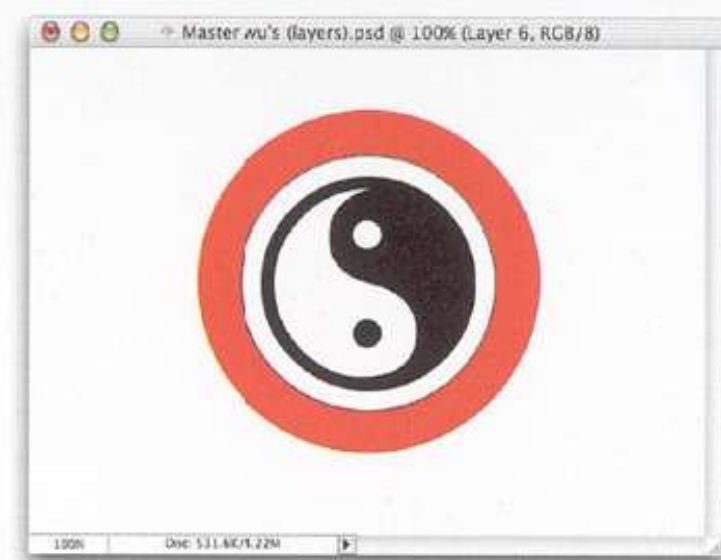 Master wu's (layers).psd @ 100% (Layer 6, RGB/8)
100% Doc: 531.6K/1.22M